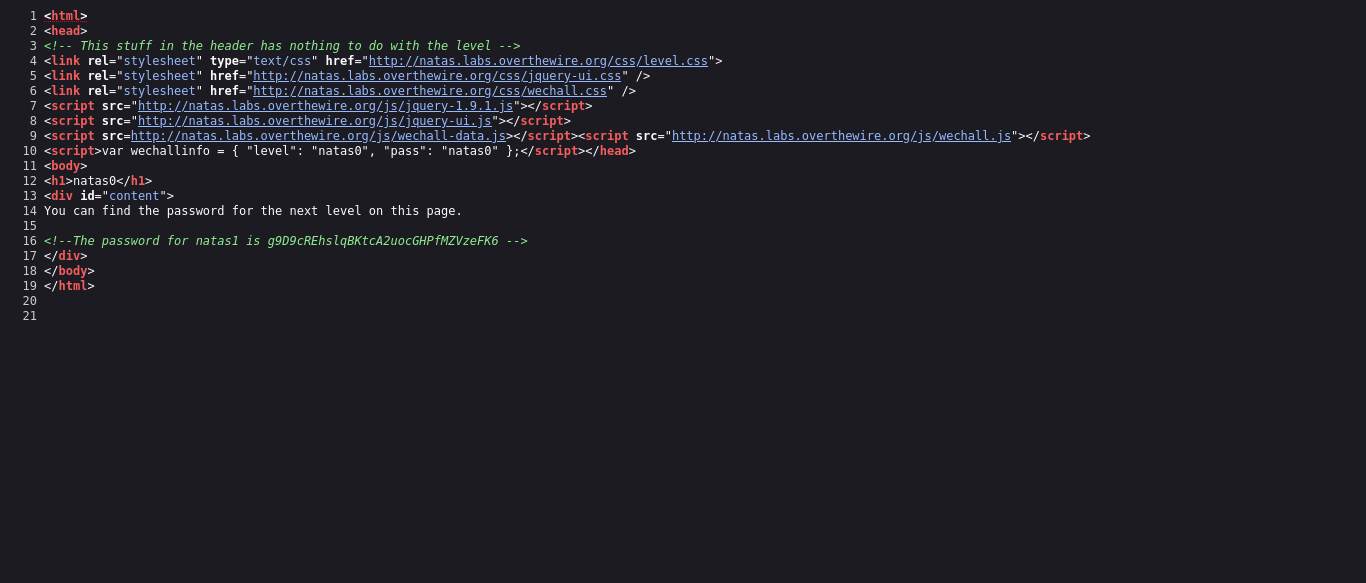 1 <html>
2 <head>
3 <!-- This stuff in the header has nothing to do with the level -->
4 <link rel="stylesheet" type="text/css" href="http://natas.labs.overthewire.org/css/level.css">
5 <link rel="stylesheet" href="http://natas.labs.overthewire.org/css/jquery-ui.css" />
6 <link rel="stylesheet" href="http://natas.labs.overthewire.org/css/wechall.css" />
7 <script src="http://natas.labs.overthewire.org/js/jquery-1.9.1.js"></script>
8 <script src="http://natas.labs.overthewire.org/js/jquery-ui.js"></script>
9 <script src=http://natas.labs.overthewire.org/js/wechall-data.js></script><script src="http://natas.labs.overthewire.org/js/wechall.js"></script>
10 <script>var wechallinfo = { "level": "natas0", "pass": "natas0" };</script></head>
11 <body>
12 <h1>natas0</h1>
13 <div id="content">
14 You can find the password for the next level on this page.
15
16 <!--The password for natas1 is g9D9cREhslqBKtcA2uocGHPfMZVzeFK6 -->
17 </div>
18 </body>
19 </html>
20
21